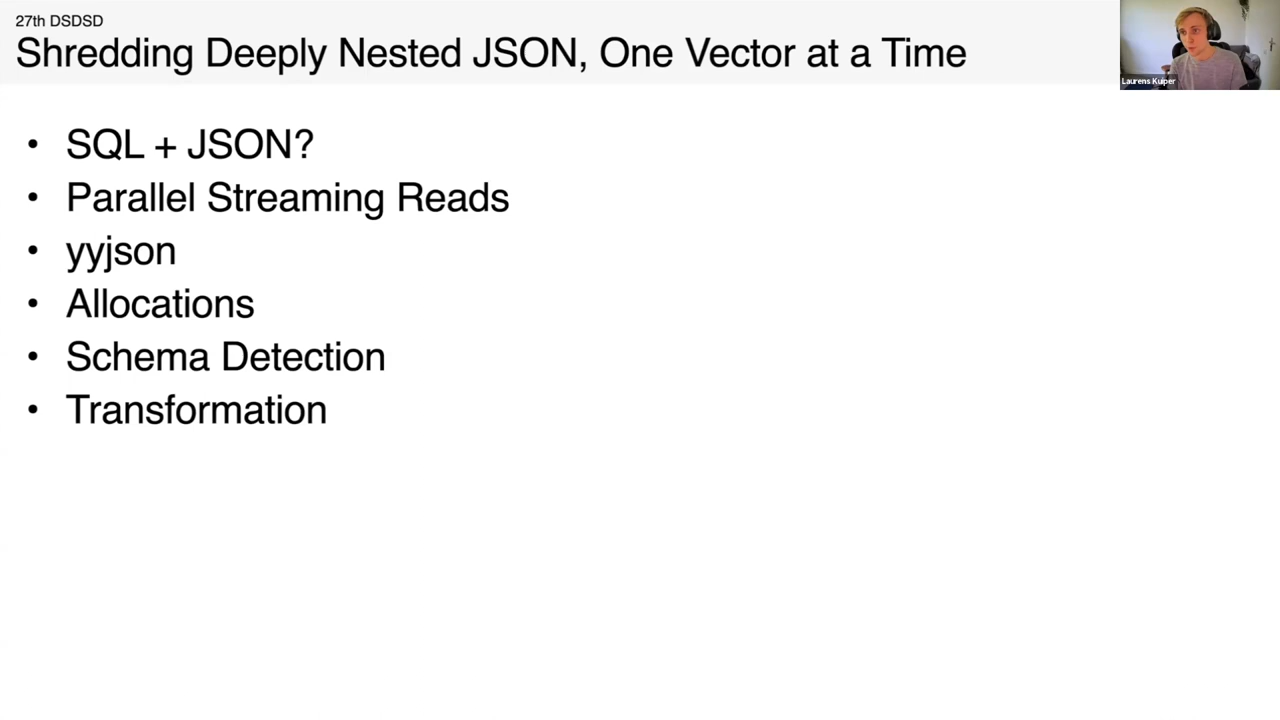 27th DSDSD
Shredding Deeply Nested JSON, One Vector at a Time
Laurens Kuiper
• SQL + JSON?
• Parallel Streaming Reads
• yyjson
• Allocations
• Schema Detection
• Transformation